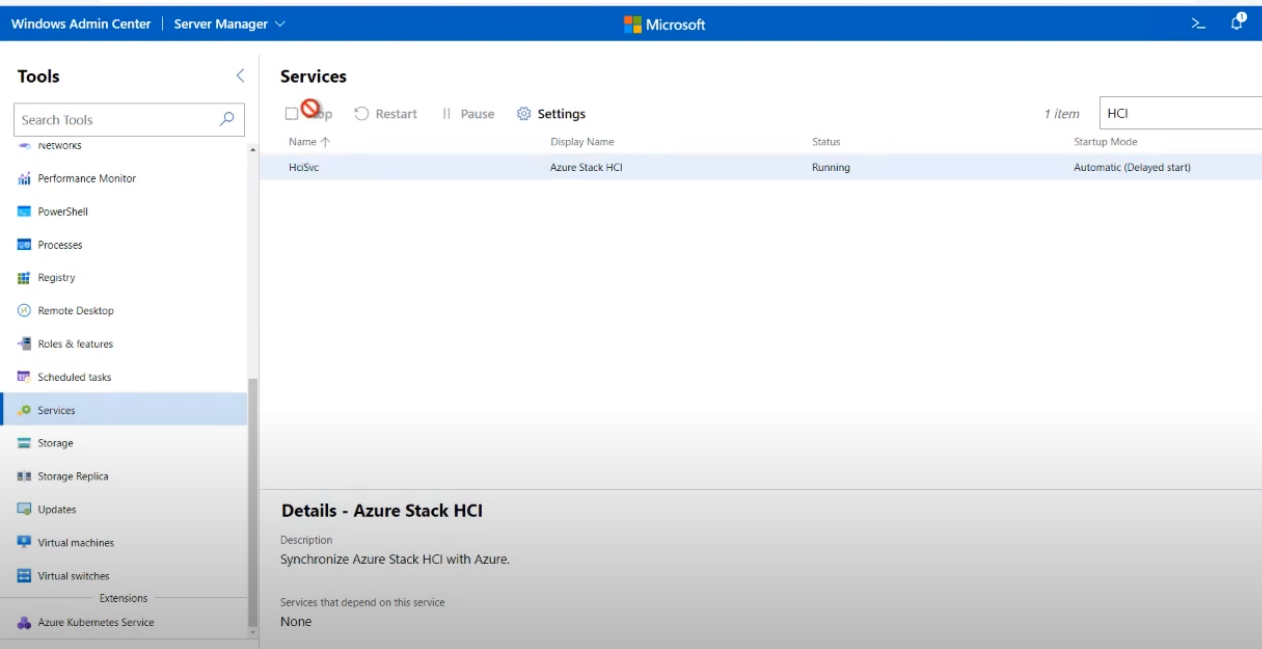 Windows Admin Center | Server Manager
Microsoft
1
Tools
Search Tools
Networks
Performance Monitor
PowerShell
Processes
Registry
Remote Desktop
Roles & features
Scheduled tasks
Services
Storage
Storage Replica
Updates
Virtual machines
Virtual switches
Extensions
Azure Kubernetes Service
Services
Restart Pause Settings 1 item HCI
Name Display Name Status Startup Mode
HciSvc Azure Stack HCI Running Automatic (Delayed start)
Details - Azure Stack HCI
Description
Synchronize Azure Stack HCI with Azure.
Services that depend on this service
None